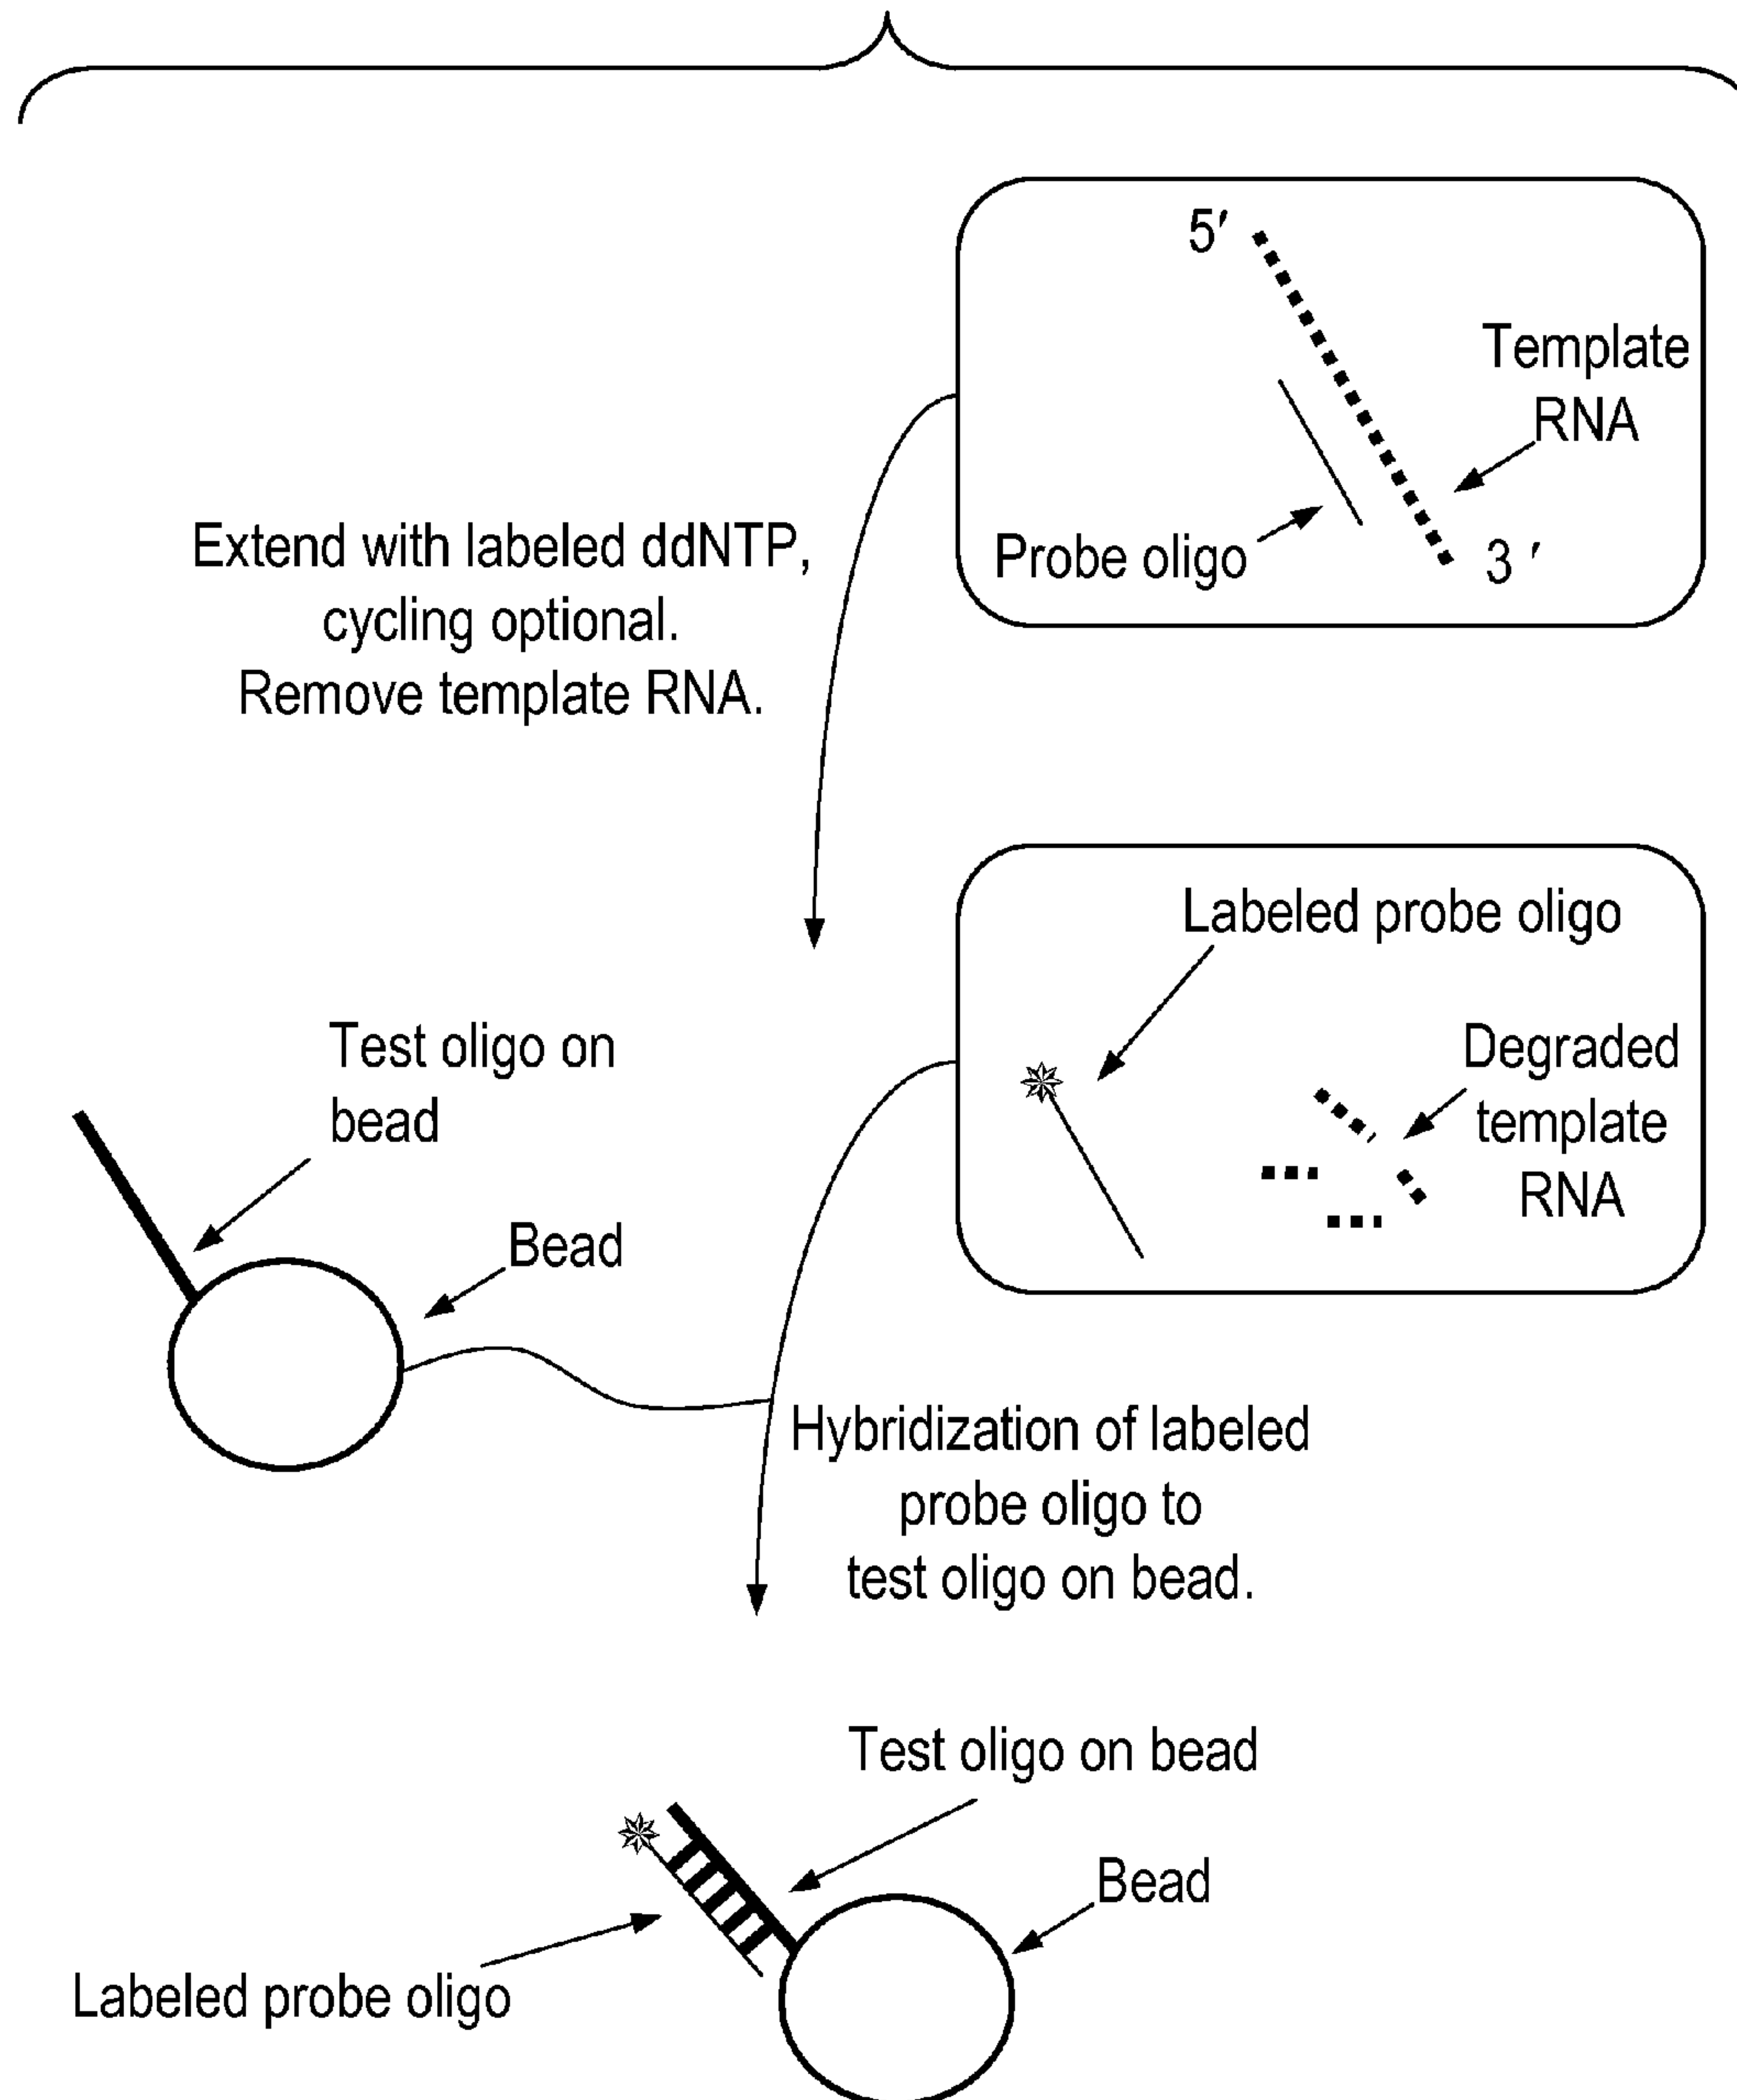 5′
Template
RNA
Probe oligo
3 ′
Extend with labeled ddNTP,
cycling optional.
Remove template RNA.
Labeled probe oligo
Degraded
template
RNA
Test oligo on
bead
Bead
Hybridization of labeled
probe oligo to
test oligo on bead.
Test oligo on bead
Bead
Labeled probe oligo